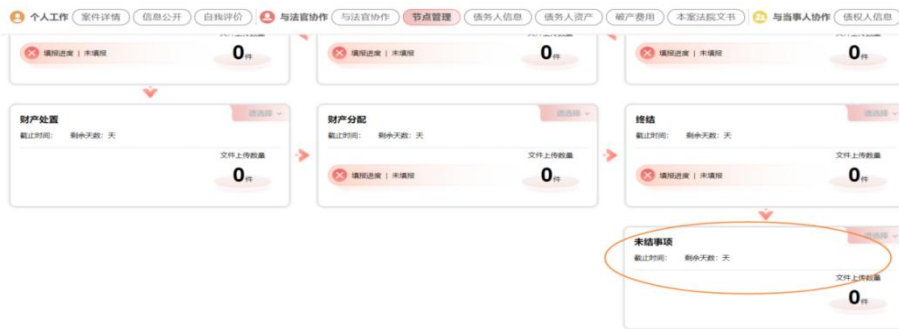 个人工作 案件详情 信息公开 自我评价 与法官协作 与法官协作 节点管理 债务人信息 债务人资产 破产费用 本案法院文书 与当事人协作 债权人信息
填报进度 | 未填报 0件 填报进度 | 未填报 0件 填报进度 | 未填报 0件
财产处置 请选择 财产分配 请选择 终结 请选择
截止时间: 剩余天数: 天 截止时间: 剩余天数: 天 截止时间: 剩余天数: 天
文件上传数量 文件上传数量 文件上传数量
0件 填报进度 | 未填报 0件 填报进度 | 未填报 0件
未结事项 请选择
截止时间: 剩余天数: 天
文件上传数量
0件